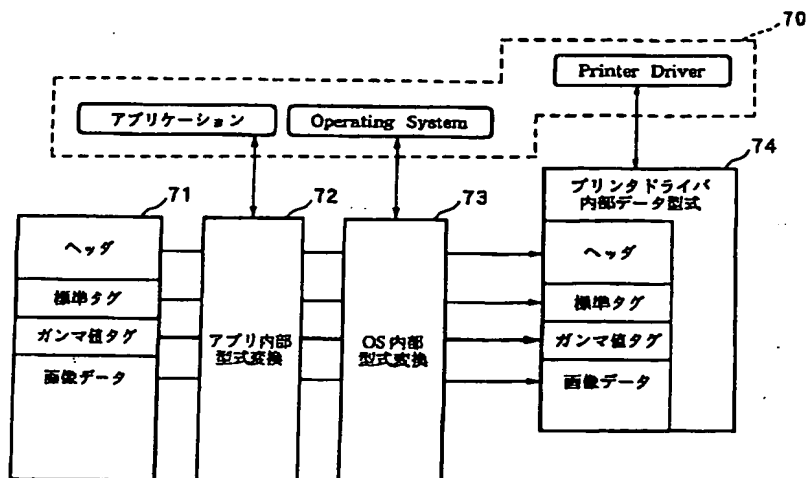 70
Printer Driver
アプリケーション
Operating System
71
72
73
74
プリンタドライバ
内部データ型式
ヘッダ
標準タグ
ガンマ値タグ
画像データ
アプリ内部
型式変換
OS内部
型式変換
ヘッダ
標準タグ
ガンマ値タグ
画像データ